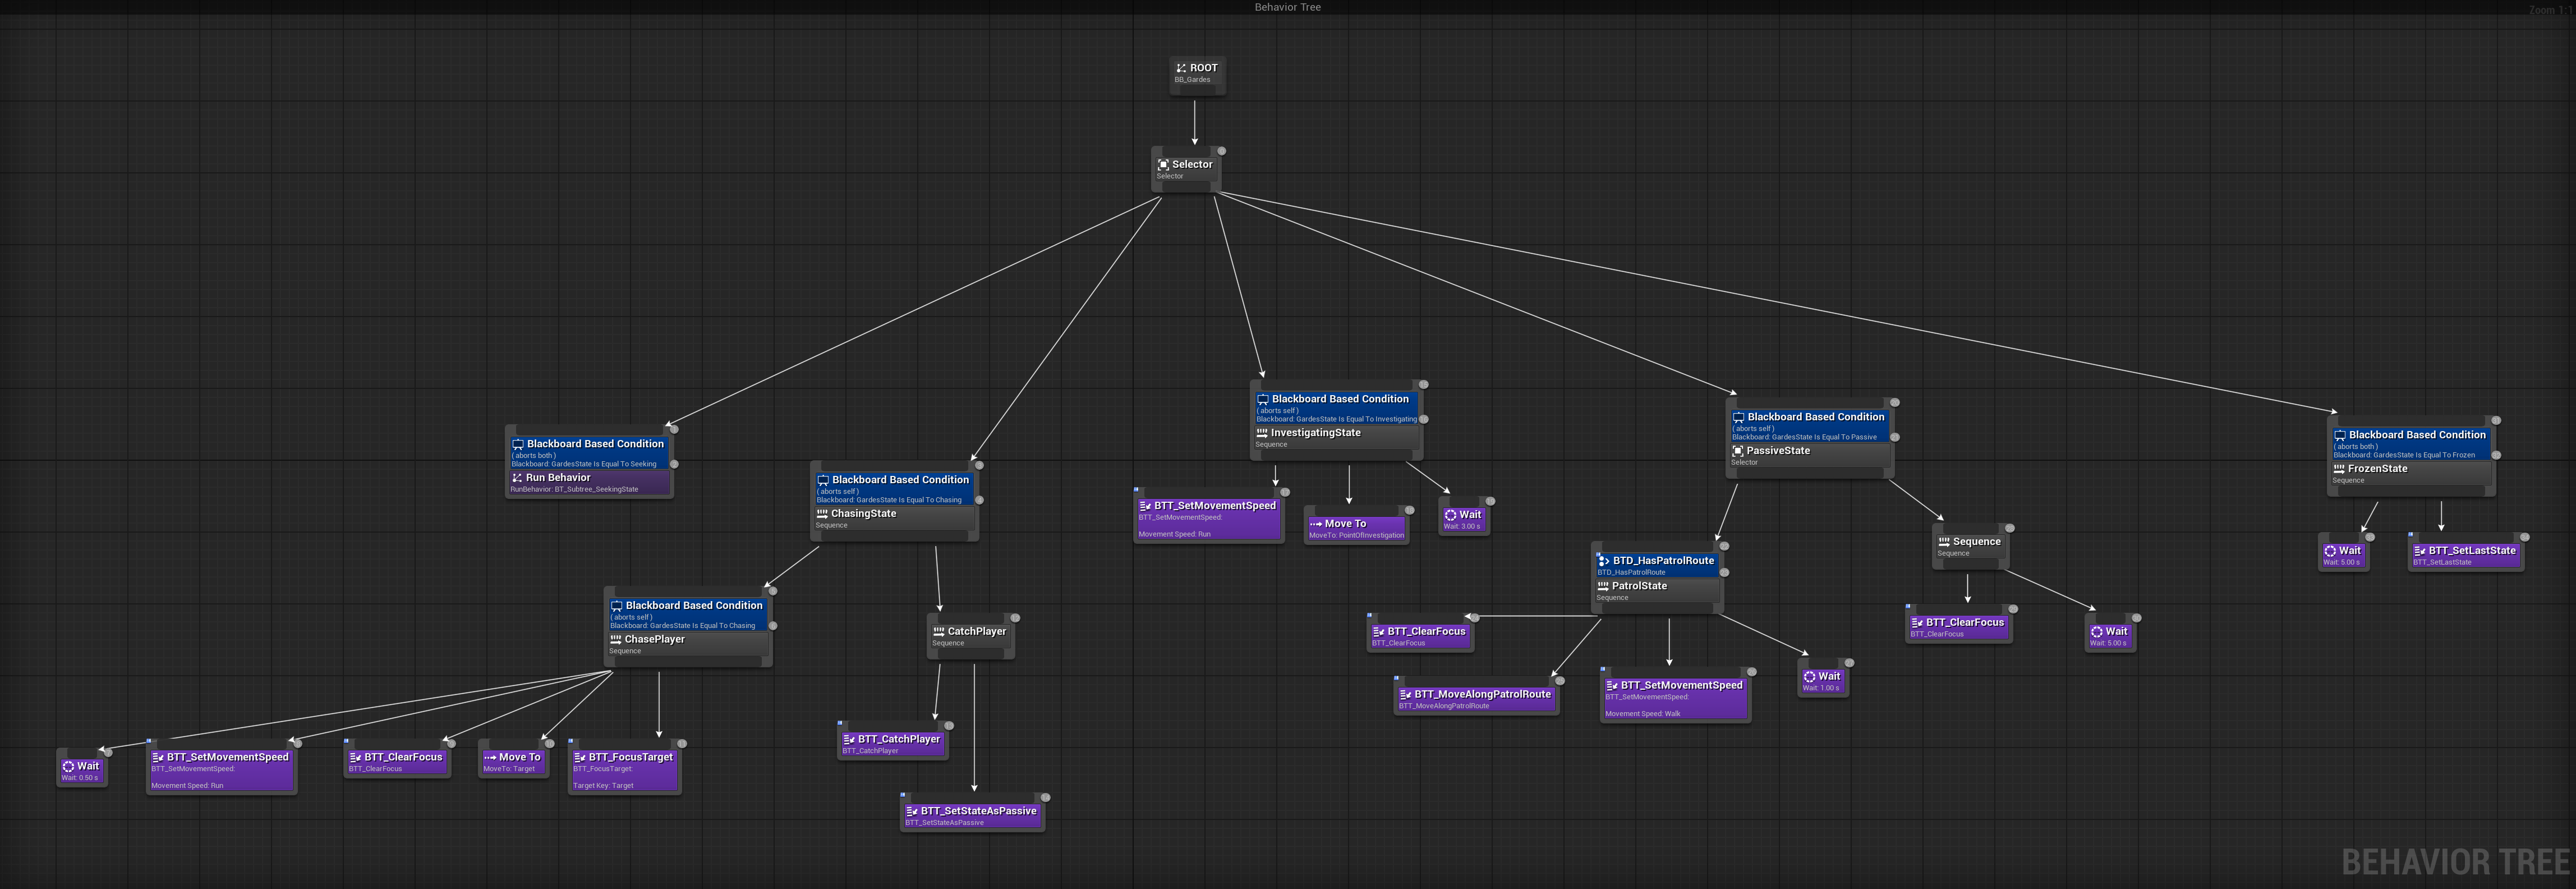 Behavior Tree
Zoom 1:1
ROOT
BB_Gardes
Selector
Selector
Blackboard Based Condition
( aborts both )
Blackboard: GardesState Is Equal To Seeking
Run Behavior
RunBehavior: BT_Subtree_SeekingState
Blackboard Based Condition
( aborts self )
Blackboard: GardesState Is Equal To Chasing
ChasingState
Sequence
Blackboard Based Condition
( aborts self )
Blackboard: GardesState Is Equal To Chasing
ChasePlayer
Sequence
Wait
Wait: 0.50 s
BTT_SetMovementSpeed
BTT_SetMovementSpeed:
Movement Speed: Run
BTT_ClearFocus
BTT_ClearFocus
Move To
MoveTo: Target
BTT_FocusTarget
BTT_FocusTarget:
Target Key: Target
CatchPlayer
Sequence
BTT_CatchPlayer
BTT_CatchPlayer
BTT_SetStateAsPassive
BTT_SetStateAsPassive
Blackboard Based Condition
( aborts self )
Blackboard: GardesState Is Equal To Investigating
InvestigatingState
Sequence
BTT_SetMovementSpeed
BTT_SetMovementSpeed:
Movement Speed: Run
Move To
MoveTo: PointOfInvestigation
Wait
Wait: 3.00 s
Blackboard Based Condition
( aborts self )
Blackboard: GardesState Is Equal To Passive
PassiveState
Selector
BTD_HasPatrolRoute
BTD_HasPatrolRoute
PatrolState
Sequence
BTT_ClearFocus
BTT_ClearFocus
BTT_MoveAlongPatrolRoute
BTT_MoveAlongPatrolRoute
BTT_SetMovementSpeed
BTT_SetMovementSpeed:
Movement Speed: Walk
Wait
Wait: 1.00 s
Sequence
Sequence
BTT_ClearFocus
BTT_ClearFocus
Wait
Wait: 5.00 s
Blackboard Based Condition
( aborts both )
Blackboard: GardesState Is Equal To Frozen
FrozenState
Sequence
Wait
Wait: 5.00 s
BTT_SetLastState
BTT_SetLastState
BEHAVIOR TREE